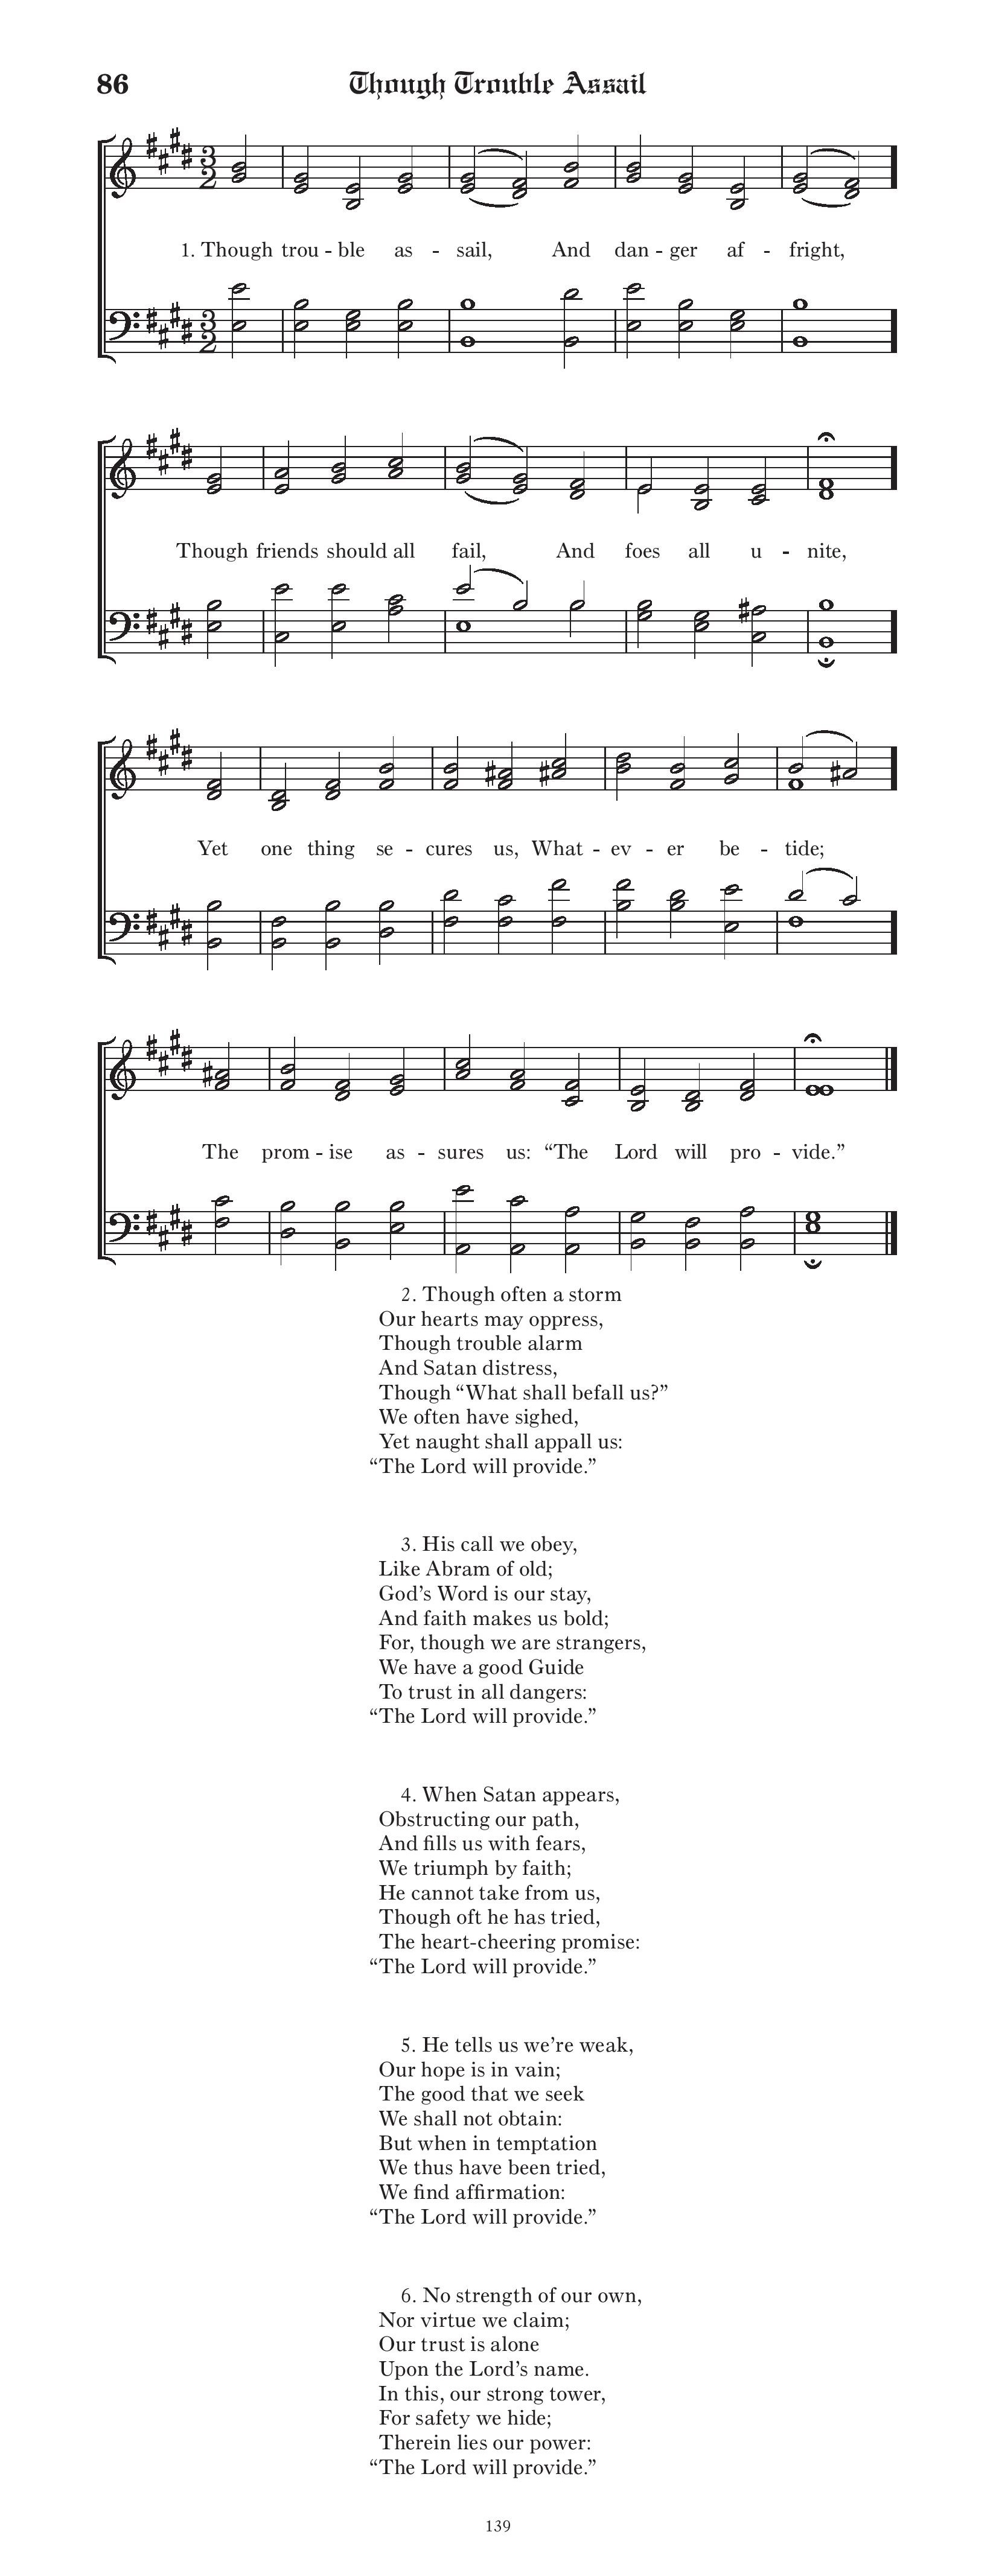 86 Though Trouble Assail
1. Though trou - ble as - sail, And dan - ger af - fright,
Though friends should all fail, And foes all u - nite,
Yet one thing se - cures us, What - ev - er be - tide;
The prom - ise as - sures us: “The Lord will pro - vide.”
2. Though often a storm
Our hearts may oppress,
Though trouble alarm
And Satan distress,
Though “What shall befall us?”
We often have sighed,
Yet naught shall appall us:
“The Lord will provide.”
3. His call we obey,
Like Abram of old;
God’s Word is our stay,
And faith makes us bold;
For, though we are strangers,
We have a good Guide
To trust in all dangers:
“The Lord will provide.”
4. When Satan appears,
Obstructing our path,
And fills us with fears,
We triumph by faith;
He cannot take from us,
Though oft he has tried,
The heart-cheering promise:
“The Lord will provide.”
5. He tells us we’re weak,
Our hope is in vain;
The good that we seek
We shall not obtain:
But when in temptation
We thus have been tried,
We find affirmation:
“The Lord will provide.”
6. No strength of our own,
Nor virtue we claim;
Our trust is alone
Upon the Lord’s name.
In this, our strong tower,
For safety we hide;
Therein lies our power:
“The Lord will provide.”
139